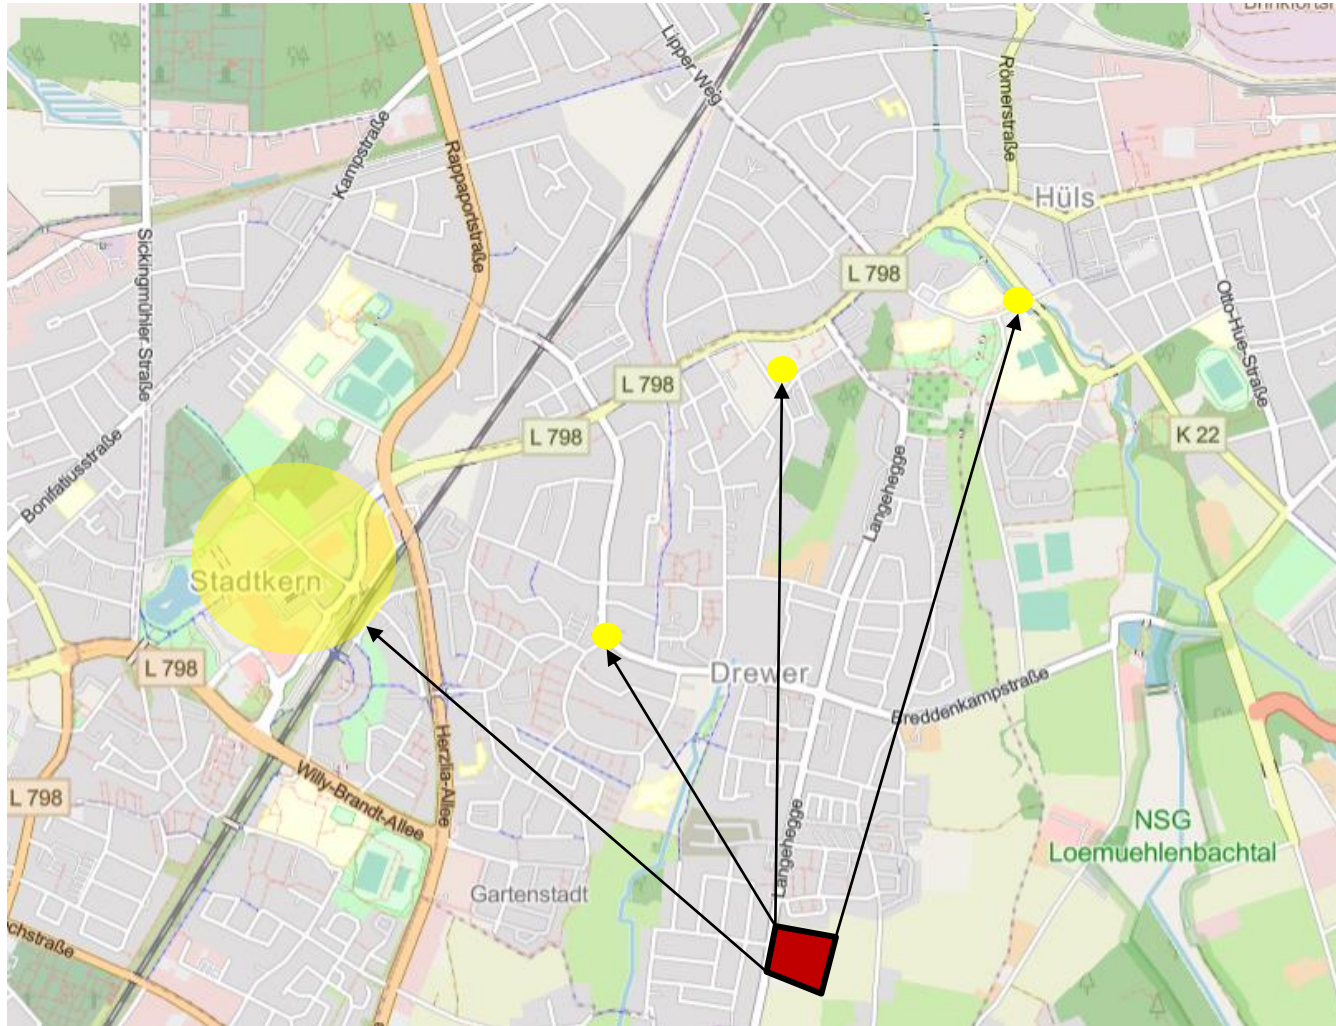 Lipper Weg
Römerstraße
Kampstraße
Rappaportstraße
Hüls
Sickingmühler Straße
L 798
Otto-Hue-Straße
L 798
L 798
K 22
Bonifatiusstraße
Langehegge
Stadtkern
L 798
Drewer
Breddenkampstraße
Herzlia-Allee
Willy-Brandt-Allee
L 798
Langehegge
NSG
Loemuehlenbachtal
Gartenstadt
chstraße